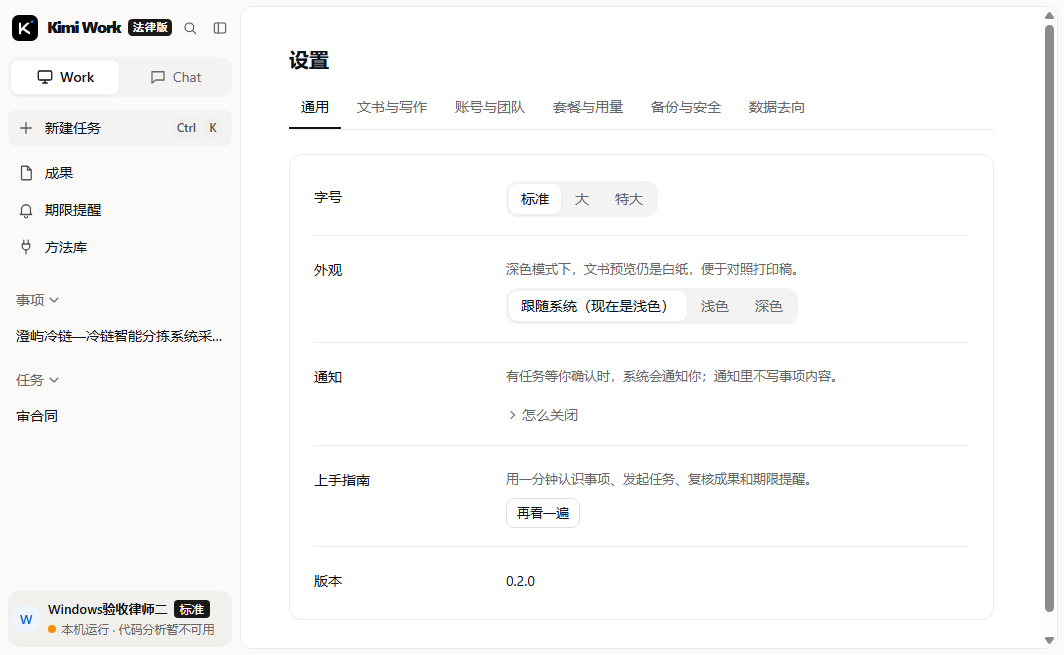 Kimi Work 法律版
Work
Chat
新建任务 Ctrl K
成果
期限提醒
方法库
事项
澄屿冷链—冷链智能分拣系统采...
任务
审合同
W
Windows验收律师二 标准
本机运行 · 代码分析暂不可用
设置
通用 文书与写作 账号与团队 套餐与用量 备份与安全 数据去向
字号
标准 大 特大
外观
深色模式下，文书预览仍是白纸，便于对照打印稿。
跟随系统（现在是浅色） 浅色 深色
通知
有任务等你确认时，系统会通知你；通知里不写事项内容。
怎么关闭
上手指南
用一分钟认识事项、发起任务、复核成果和期限提醒。
再看一遍
版本
0.2.0